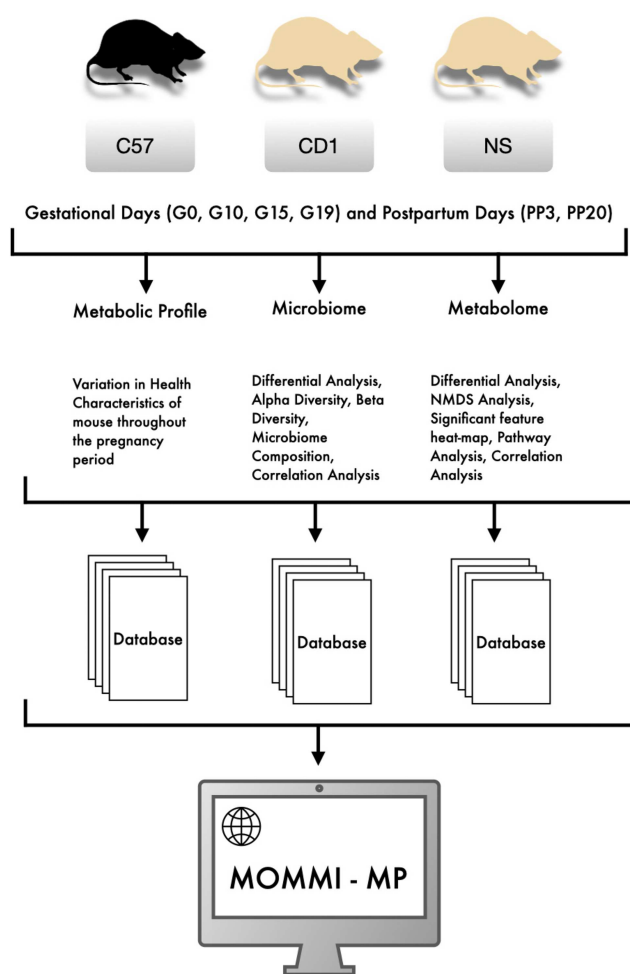 C57
CD1
NS
Gestational Days (G0, G10, G15, G19) and Postpartum Days (PP3, PP20)
Metabolic Profile
Microbiome
Metabolome
Variation in Health
Characteristics of
mouse throughout
the pregnancy
period
Differential Analysis,
Alpha Diversity, Beta
Diversity,
Microbiome
Composition,
Correlation Analysis
Differential Analysis,
NMDS Analysis,
Significant feature
heat-map, Pathway
Analysis, Correlation
Analysis
Database
Database
Database
MOMMI - MP